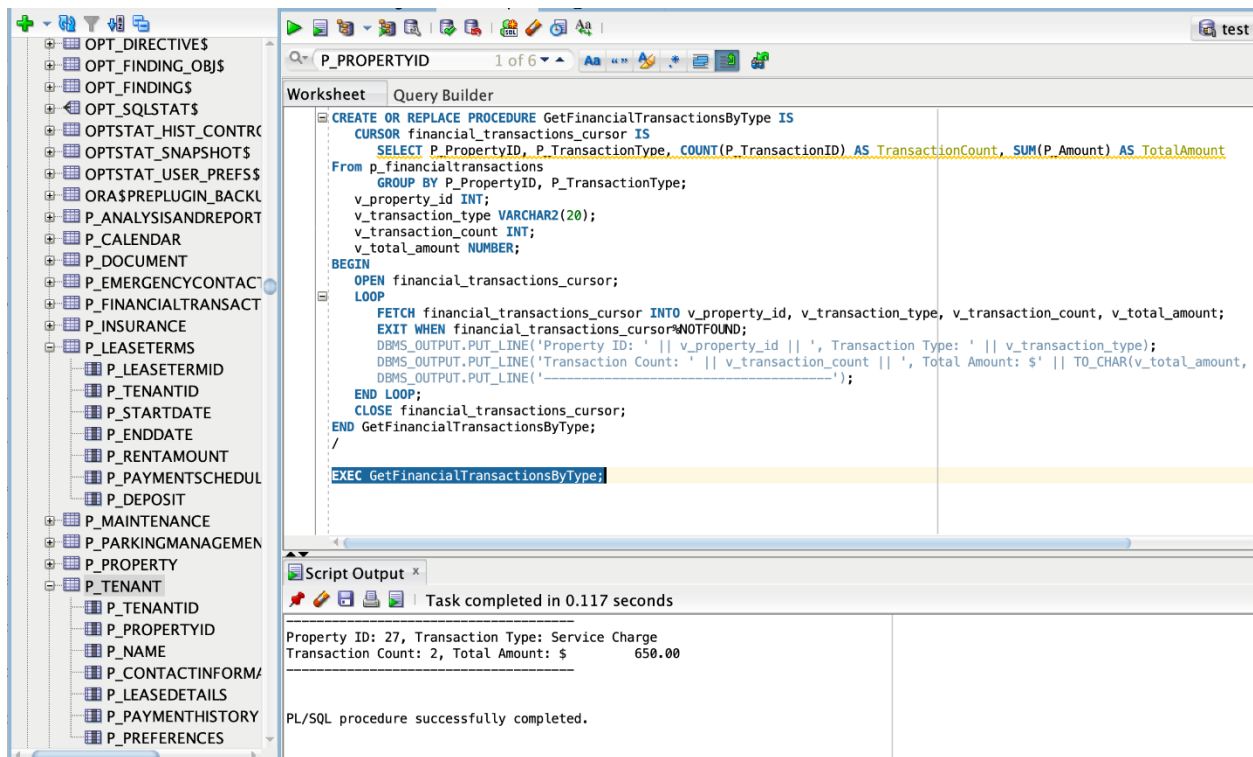 OPT_DIRECTIVE$
OPT_FINDING_OBJ$
OPT_FINDING$
OPT_SQLSTAT$
OPTSTAT_HIST_CONTR
OPTSTAT_SNAPSHOT$
OPTSTAT_USER_PREFS$
ORA$PREPLUGIN_BACKU
P_ANALYSISANDREPORT
P_CALENDAR
P_DOCUMENT
P_EMERGENCYCONTAC
P_FINANCIALTRANSACT
P_INSURANCE
P_LEASETERMS
P_LEASETERMID
P_TENANTID
P_STARTDATE
P_ENDDATE
P_RENTAMOUNT
P_PAYMENTSCHEDUL
P_DEPOSIT
P_MAINTENANCE
P_PARKINGMANAGEMEN
P_PROPERTY
P_TENANT
P_TENANTID
P_PROPERTYID
P_NAME
P_CONTACTINFORMA
P_LEASEDETAILS
P_PAYMENTHISTORY
P_PREFERENCES
SQL Aa test
P_PROPERTYID 1 of 6 Aa “” .*
Worksheet Query Builder
CREATE OR REPLACE PROCEDURE GetFinancialTransactionsByType IS
CURSOR financial_transactions_cursor IS
SELECT P_PropertyID, P_TransactionType, COUNT(P_TransactionID) AS TransactionCount, SUM(P_Amount) AS TotalAmount
From p_financialtransactions
GROUP BY P_PropertyID, P_TransactionType;
v_property_id INT;
v_transaction_type VARCHAR2(20);
v_transaction_count INT;
v_total_amount NUMBER;
BEGIN
OPEN financial_transactions_cursor;
LOOP
FETCH financial_transactions_cursor INTO v_property_id, v_transaction_type, v_transaction_count, v_total_amount;
EXIT WHEN financial_transactions_cursor%NOTFOUND;
DBMS_OUTPUT.PUT_LINE('Property ID: ' || v_property_id || ', Transaction Type: ' || v_transaction_type);
DBMS_OUTPUT.PUT_LINE('Transaction Count: ' || v_transaction_count || ', Total Amount: $' || TO_CHAR(v_total_amount,
DBMS_OUTPUT.PUT_LINE('--------------------------------------');
END LOOP;
CLOSE financial_transactions_cursor;
END GetFinancialTransactionsByType;
/
EXEC GetFinancialTransactionsByType;
Script Output x
Task completed in 0.117 seconds
--------------------------------------
Property ID: 27, Transaction Type: Service Charge
Transaction Count: 2, Total Amount: $ 650.00
--------------------------------------
PL/SQL procedure successfully completed.